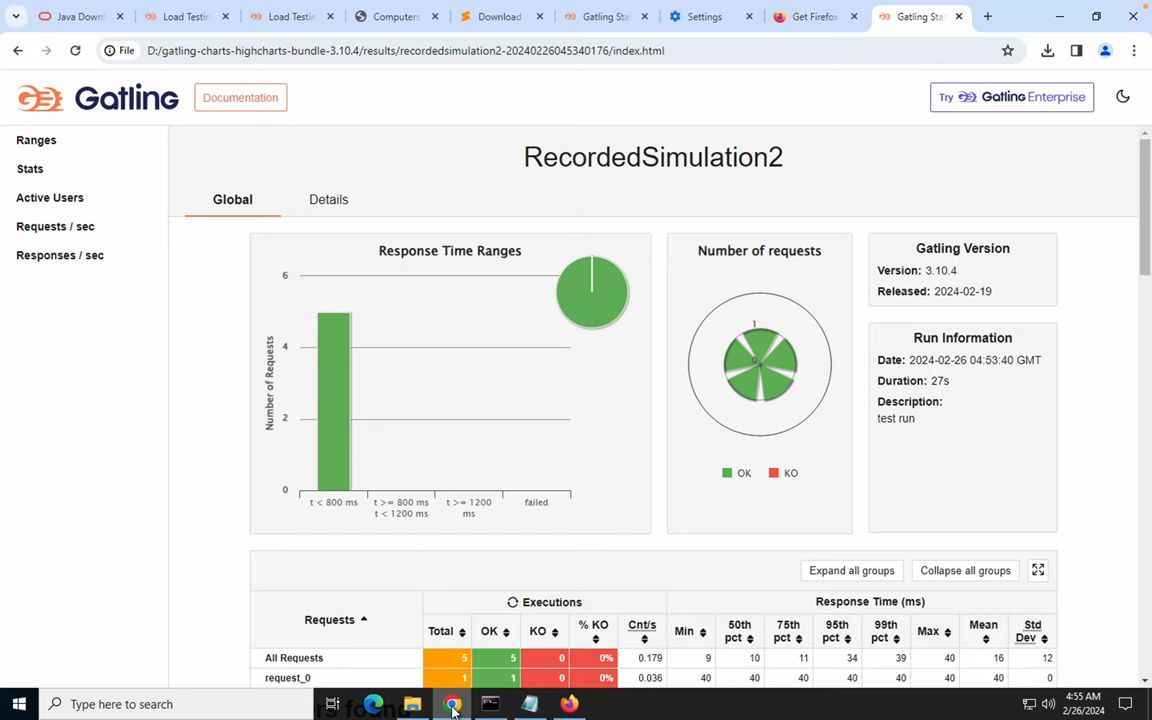 Java Down
Load Testin
Load Testin
Computers
Download
Gatling Sta
Settings
Get Firefox
Gatling Sta
File
D:/gatling-charts-highcharts-bundle-3.10.4/results/recordedsimulation2-20240226045340176/index.html
Gatling
Documentation
Try Gatling Enterprise
Ranges
Stats
Active Users
Requests / sec
Responses / sec
RecordedSimulation2
Global
Details
Response Time Ranges
Number of Requests
6
4
2
0
t < 800 ms
t >= 800 ms
t < 1200 ms
t >= 1200
ms
failed
Number of requests
1
0
OK
KO
Gatling Version
Version: 3.10.4
Released: 2024-02-19
Run Information
Date: 2024-02-26 04:53:40 GMT
Duration: 27s
Description:
test run
Expand all groups
Collapse all groups
Executions
Response Time (ms)
Requests
Total OK KO % KO Cnt/s Min 50th pct 75th pct 95th pct 99th pct Max Mean Std Dev
All Requests 5 5 0 0% 0.179 9 10 11 34 39 40 16 12
request_0 1 1 0 0% 0.036 40 40 40 40 40 40 40 0
Type here to search
rs found
4:55 AM
2/26/2024